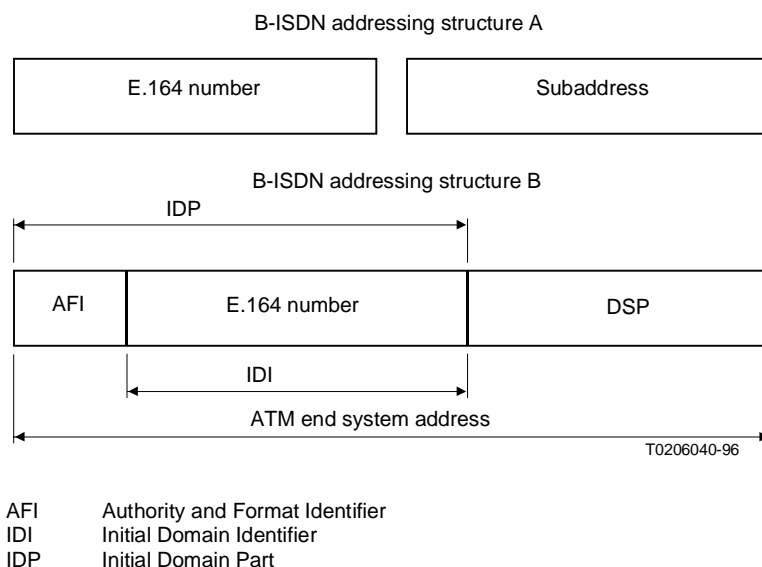 B-ISDN addressing structure A
E.164 number Subaddress
B-ISDN addressing structure B
IDP
AFI E.164 number DSP
IDI
ATM end system address
T0206040-96
AFI Authority and Format Identifier
IDI Initial Domain Identifier
IDP Initial Domain Part